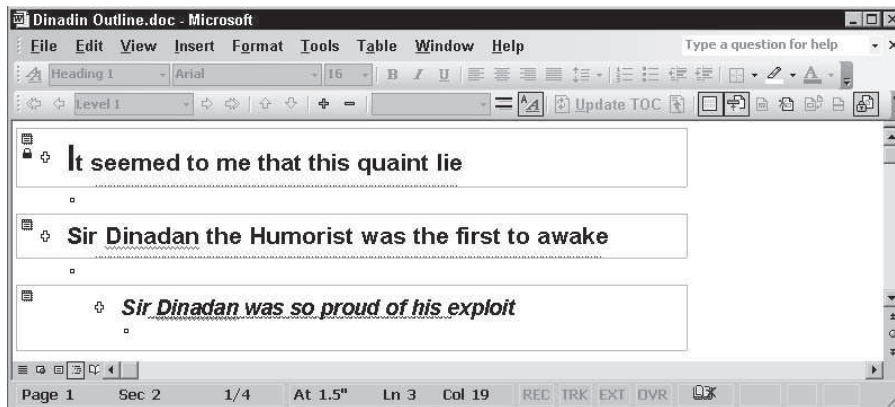 Dinadin Outline.doc - Microsoft
File Edit View Insert Format Tools Table Window Help Type a question for help
Heading 1 Arial 16 B I U A
Level 1 Update TOC
It seemed to me that this quaint lie
Sir Dinadan the Humorist was the first to awake
Sir Dinadan was so proud of his exploit
Page 1 Sec 2 1/4 At 1.5" Ln 3 Col 19 REC TRK EXT OVR